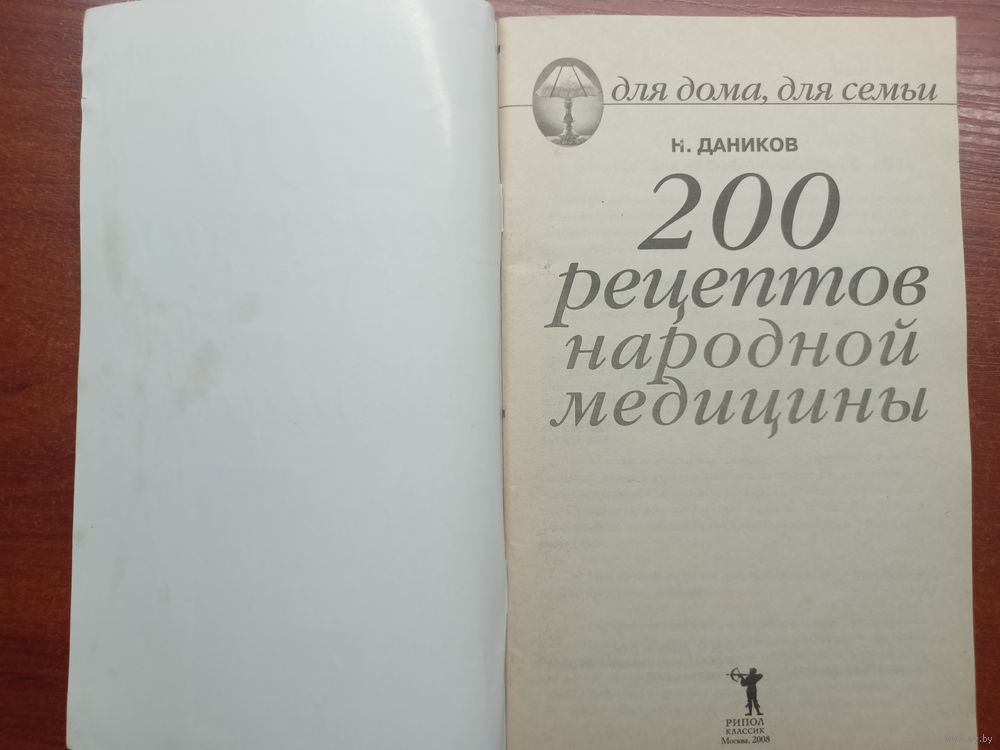 для дома, для семьи
Н. ДАНИКОВ
200
рецептов
народной
медицины
РИПОЛ
КЛАССИК
Москва, 2008